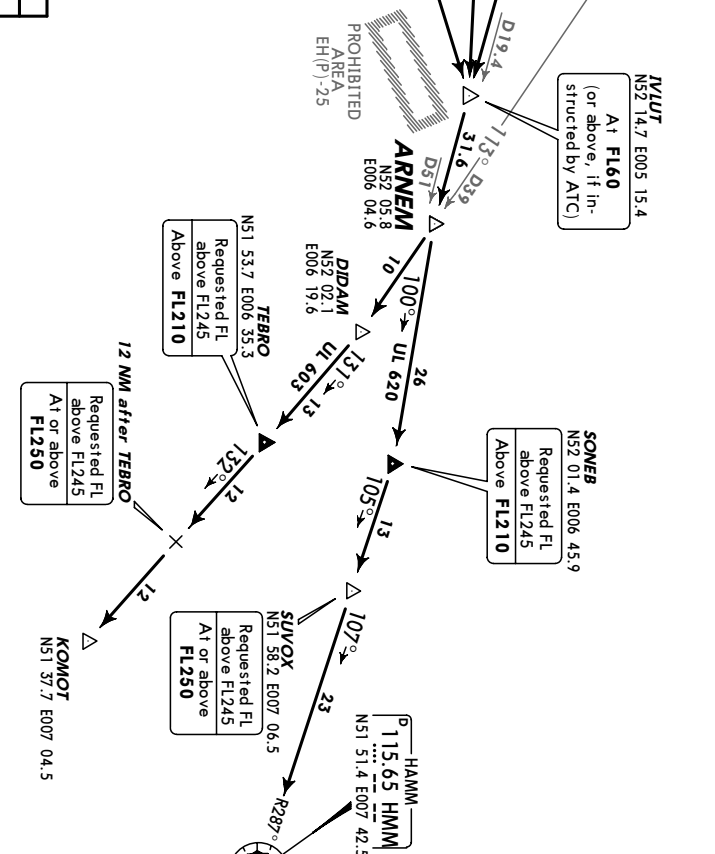 D19.4
PROHIBITED
AREA
EH(P)-25
IVLUT
N52 14.7 E005 15.4
At FL60
(or above, if in-
structed by ATC)
31.6
113°
D39
D51
ARNEM
N52 05.8
E006 04.6
10
100°
UL 620
26
DIDAM
N52 02.1
E006 19.6
131°
UL 603
13
TEBRO
N51 53.7 E006 35.3
Requested FL
above FL245
Above FL210
SONEB
N52 01.4 E006 45.9
Requested FL
above FL245
Above FL210
132°
12
105°
13
12 NM after TEBRO
Requested FL
above FL245
At or above
FL250
12
KOMOT
N51 37.7 E007 04.5
SUVOX
N51 58.2 E007 06.5
Requested FL
above FL245
At or above
FL250
107°
23
R287°
HAMM
D
115.65 HMM
N51 51.4 E007 42.5